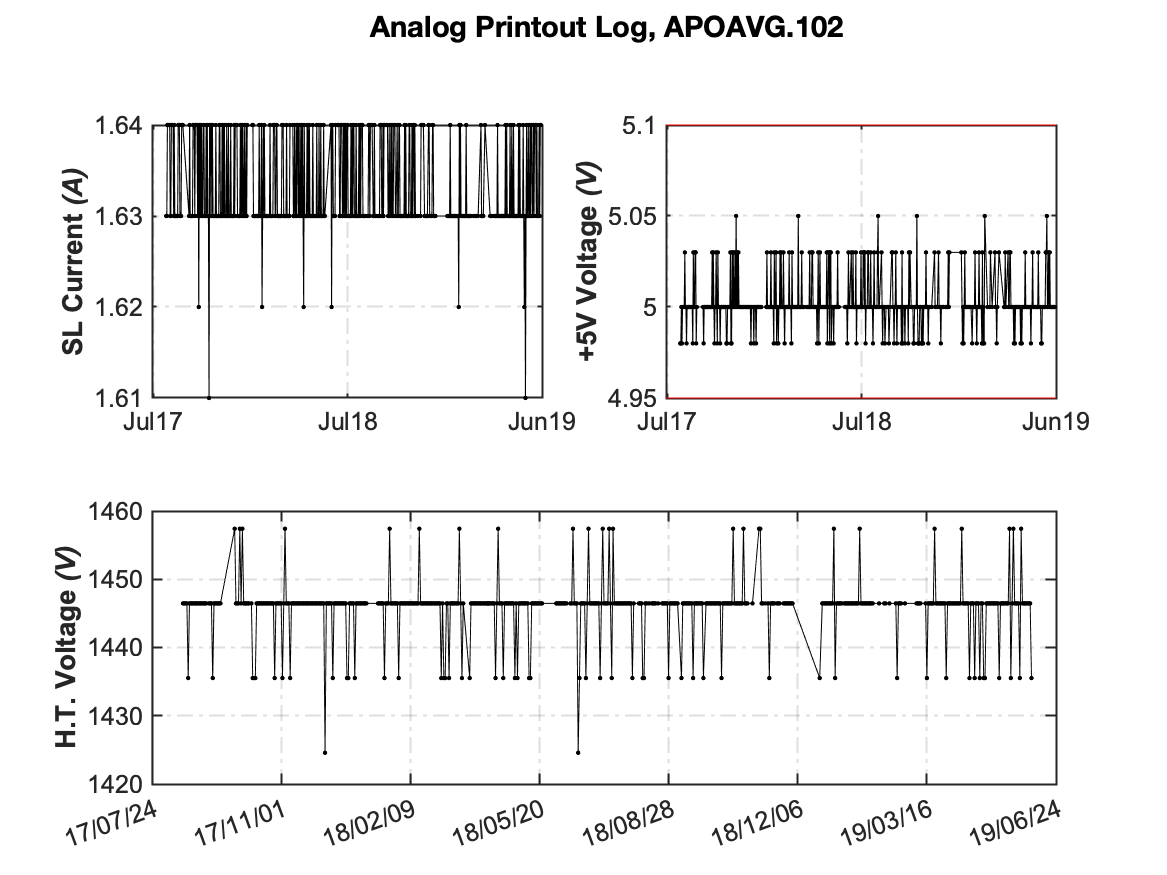 Analog Printout Log, APOAVG.102
SL Current (A)
1.64
1.63
1.62
1.61
Jul17
Jul18
Jun19
+5V Voltage (V)
5.1
5.05
5
4.95
Jul17
Jul18
Jun19
H.T. Voltage (V)
1460
1450
1440
1430
1420
17/07/24
17/11/01
18/02/09
18/05/20
18/08/28
18/12/06
19/03/16
19/06/24